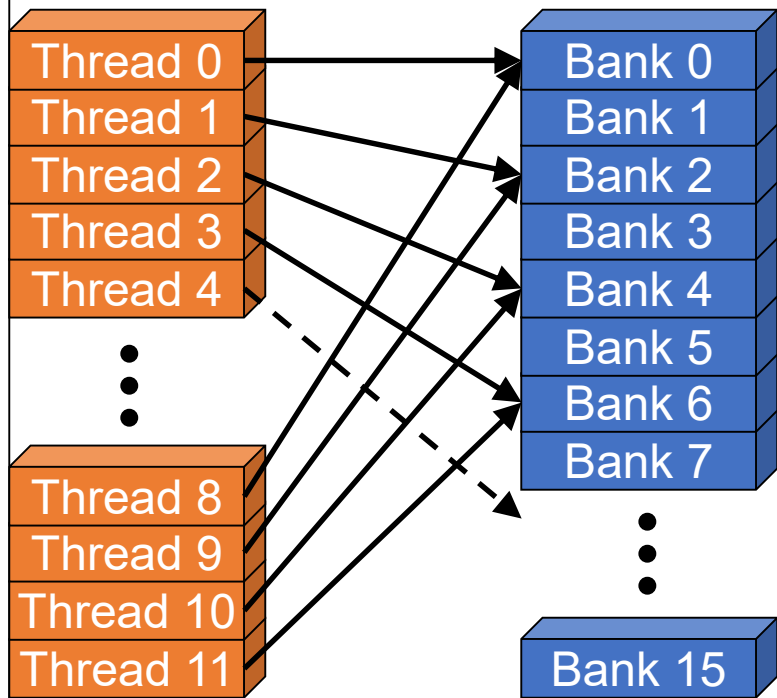 Thread 0
Thread 1
Thread 2
Thread 3
Thread 4
Thread 8
Thread 9
Thread 10
Thread 11
Bank 0
Bank 1
Bank 2
Bank 3
Bank 4
Bank 5
Bank 6
Bank 7
Bank 15